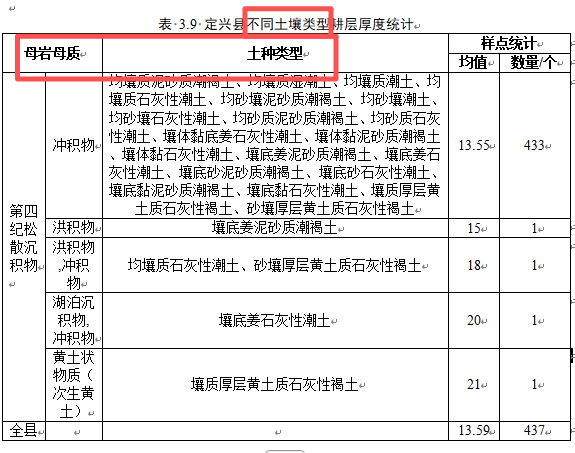 表·3.9·定兴县不同土壤类型耕层厚度统计
母岩母质 土种类型 样点统计
均值 数量/个
第四纪松散沉积物
冲积物
均壤质泥砂质潮褐土、均壤质湿潮土、均壤质潮土、均
壤质石灰性潮土、均砂壤泥砂质潮褐土、均砂壤潮土、
均砂壤石灰性潮土、均砂质泥砂质潮褐土、均砂质石灰
性潮土、壤体黏底姜石灰性潮土、壤体黏泥砂质潮褐土
、壤体黏石灰性潮土、壤底姜泥砂质潮褐土、壤底姜石
灰性潮土、壤底砂泥砂质潮褐土、壤底砂石灰性潮土、
壤底黏泥砂质潮褐土、壤底黏石灰性潮土、壤质厚层黄
土质石灰性褐土、砂壤厚层黄土质石灰性褐土
13.55 433
洪积物 壤底姜泥砂质潮褐土 15 1
洪积物
,冲积
物
均壤质石灰性潮土、砂壤厚层黄土质石灰性褐土 18 1
湖泊沉
积物,
冲积物
壤底姜石灰性潮土 20 1
黄土状
物质（
次生黄
土）
壤质厚层黄土质石灰性褐土 21 1
全县 13.59 437